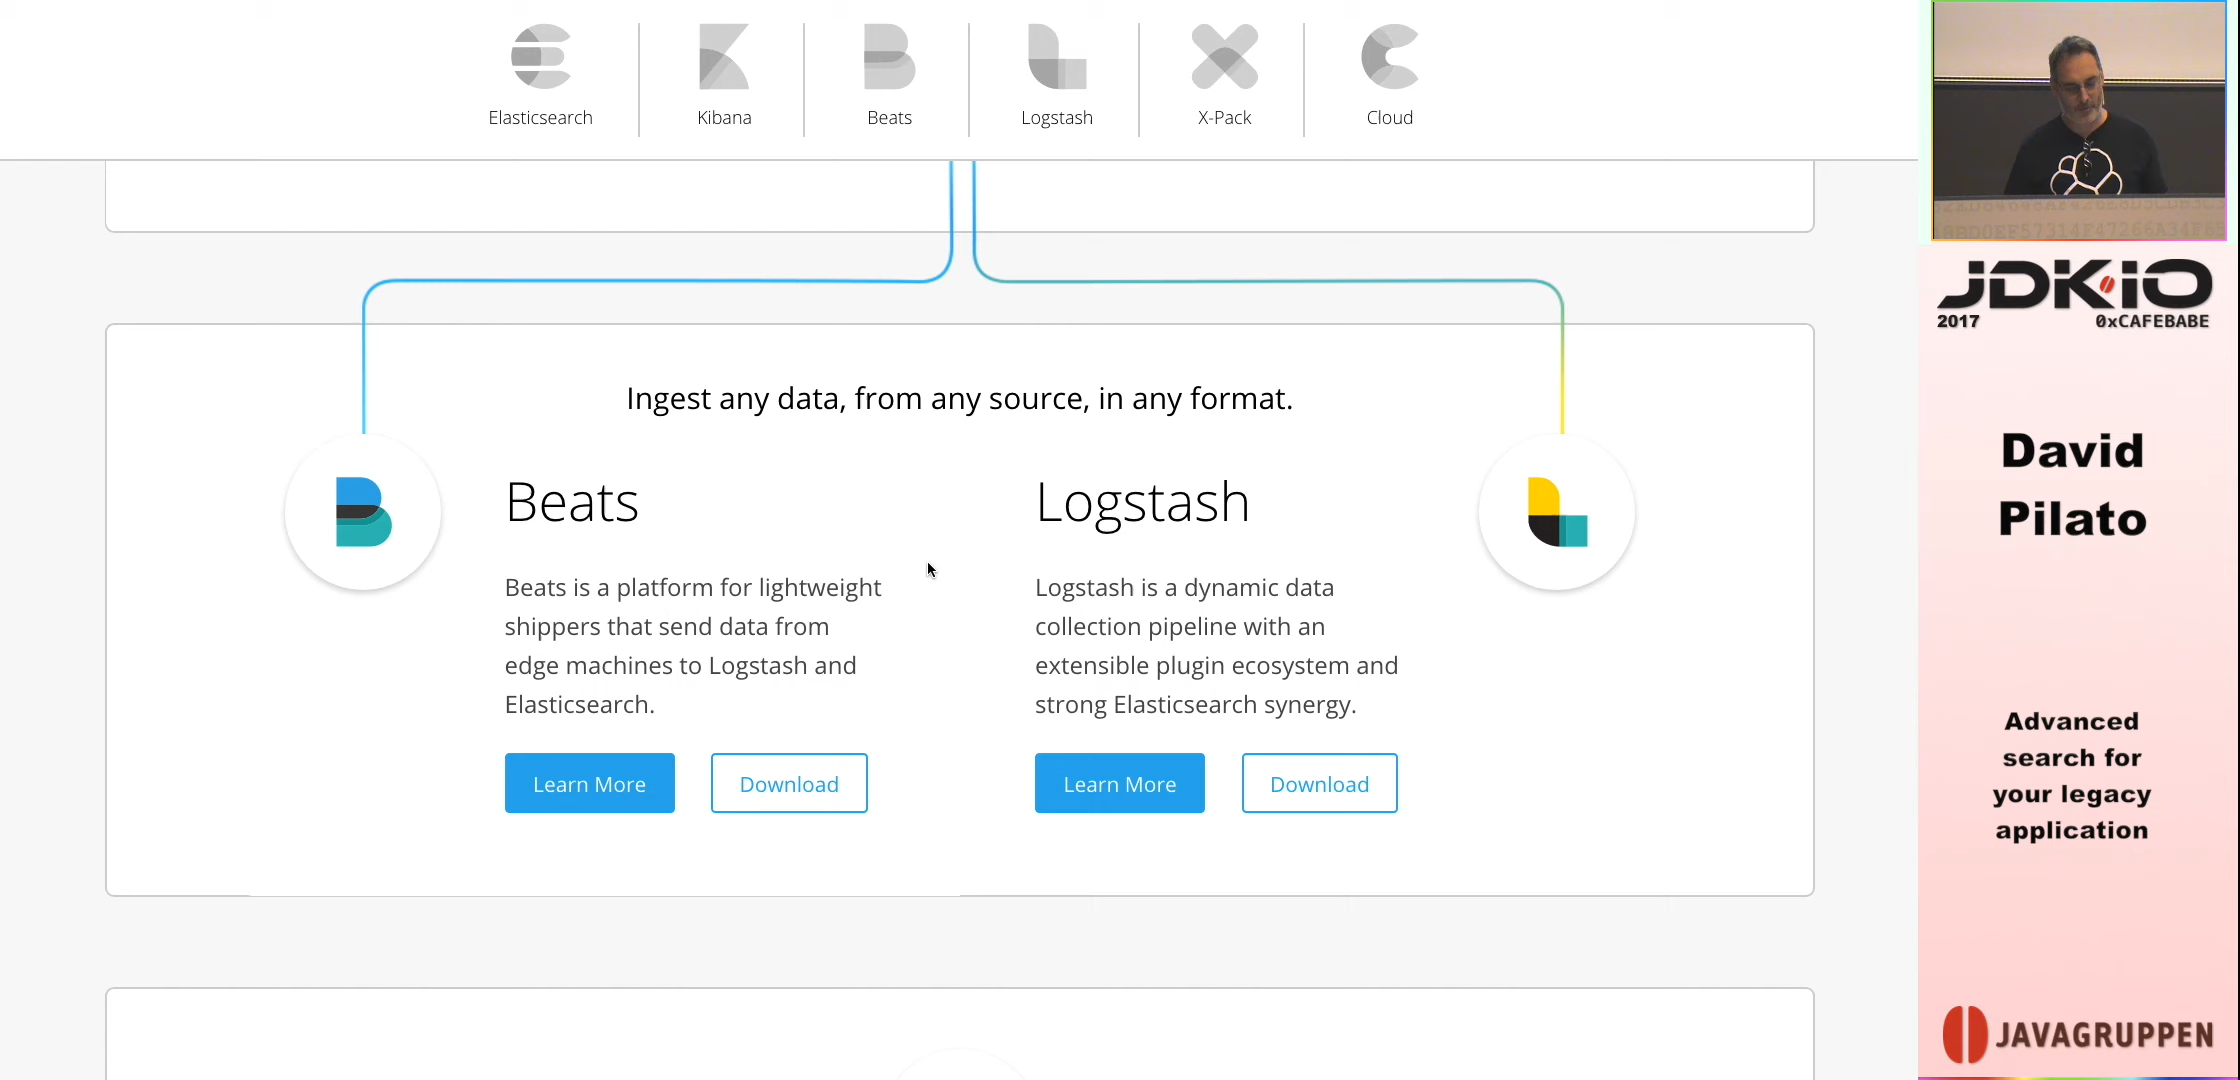 Elasticsearch
Kibana
Beats
Logstash
X-Pack
Cloud
Ingest any data, from any source, in any format.
Beats
Beats is a platform for lightweight
shippers that send data from
edge machines to Logstash and
Elasticsearch.
Learn More
Download
Logstash
Logstash is a dynamic data
collection pipeline with an
extensible plugin ecosystem and
strong Elasticsearch synergy.
Learn More
Download
JDK.IO
2017
0xCAFEBABE
David
Pilato
Advanced
search for
your legacy
application
JAVAGRUPPEN